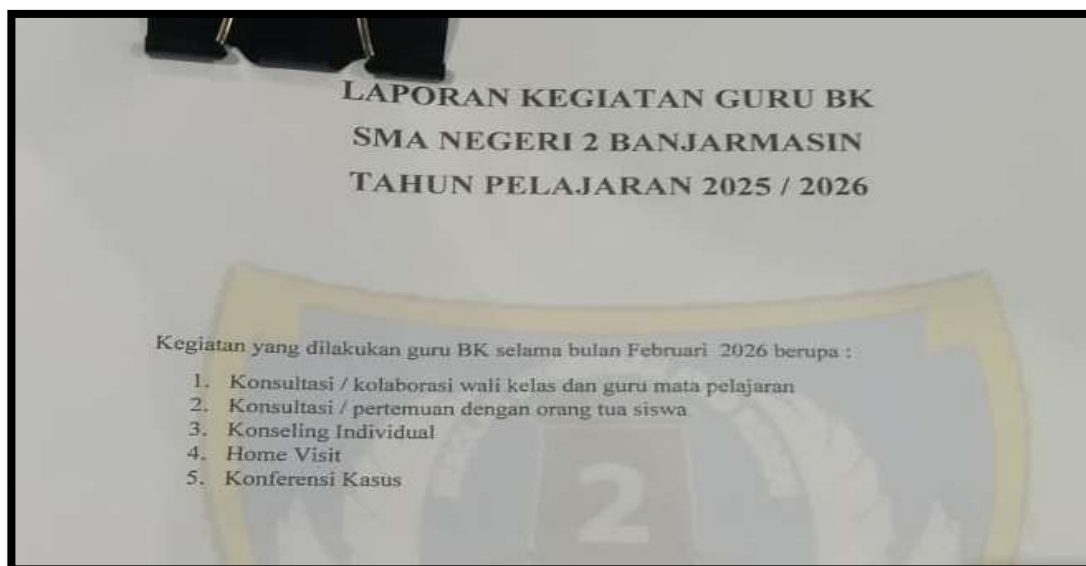 LAPORAN KEGIATAN GURU BK
SMA NEGERI 2 BANJARMASIN
TAHUN PELAJARAN 2025 / 2026
Kegiatan yang dilakukan guru BK selama bulan Februari 2026 berupa :
1. Konsultasi / kolaborasi wali kelas dan guru mata pelajaran
2. Konsultasi / pertemuan dengan orang tua siswa
3. Konseling Individual
4. Home Visit
5. Konferensi Kasus
2